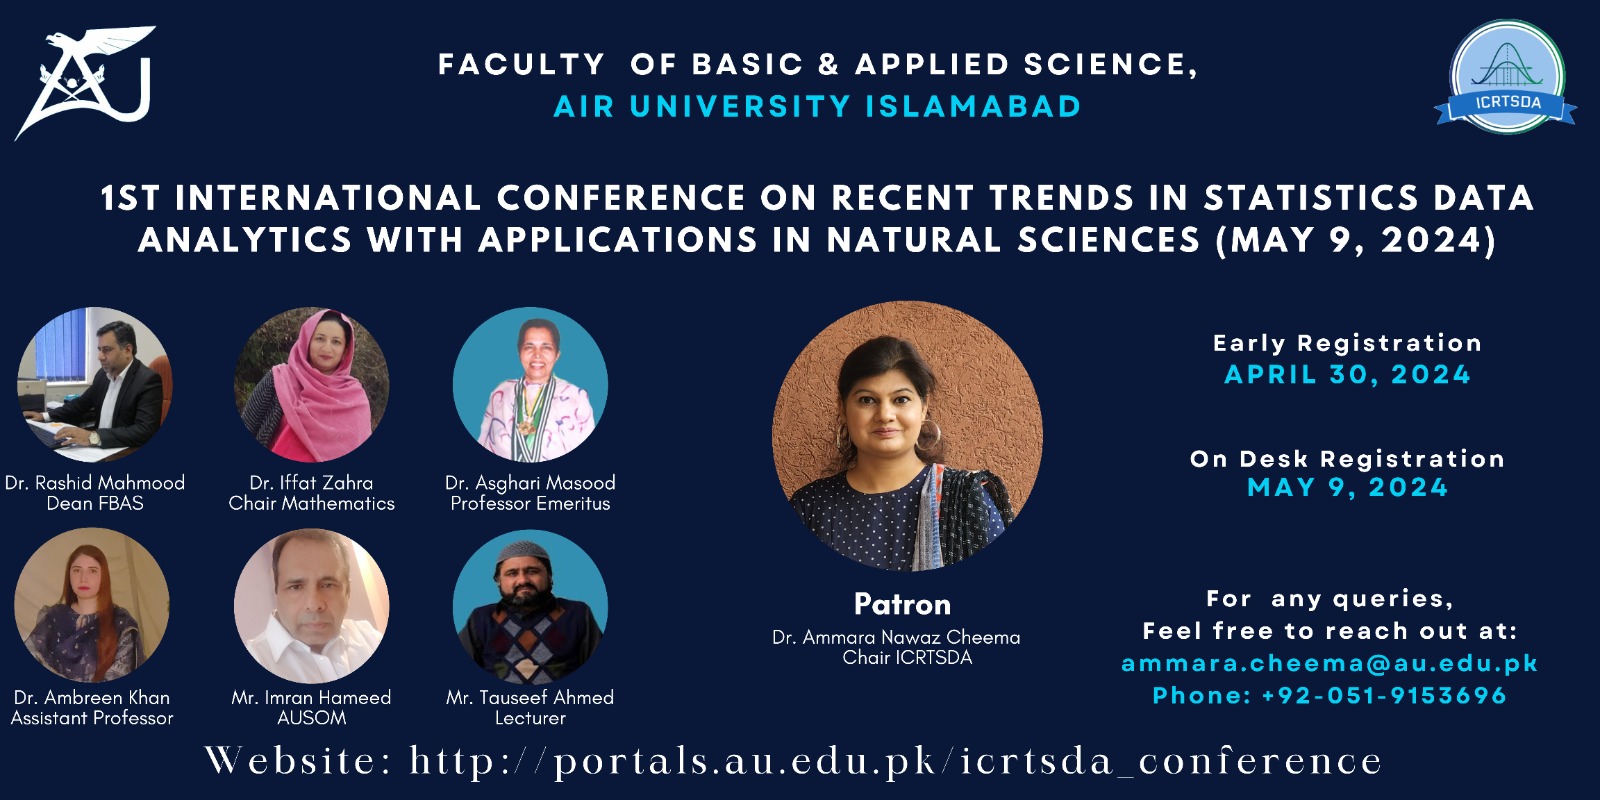 FACULTY OF BASIC & APPLIED SCIENCE,
AIR UNIVERSITY ISLAMABAD
AU
ICRTSDA
1ST INTERNATIONAL CONFERENCE ON RECENT TRENDS IN STATISTICS DATA
ANALYTICS WITH APPLICATIONS IN NATURAL SCIENCES (MAY 9, 2024)
Dr. Rashid Mahmood
Dean FBAS
Dr. Iffat Zahra
Chair Mathematics
Dr. Asghari Masood
Professor Emeritus
Dr. Ambreen Khan
Assistant Professor
Mr. Imran Hameed
AUSOM
Mr. Tauseef Ahmed
Lecturer
Patron
Dr. Ammara Nawaz Cheema
Chair ICRTSDA
Early Registration
APRIL 30, 2024
On Desk Registration
MAY 9, 2024
For any queries,
Feel free to reach out at:
ammara.cheema@au.edu.pk
Phone: +92-051-9153696
Website: http://portals.au.edu.pk/icrtsda_conference